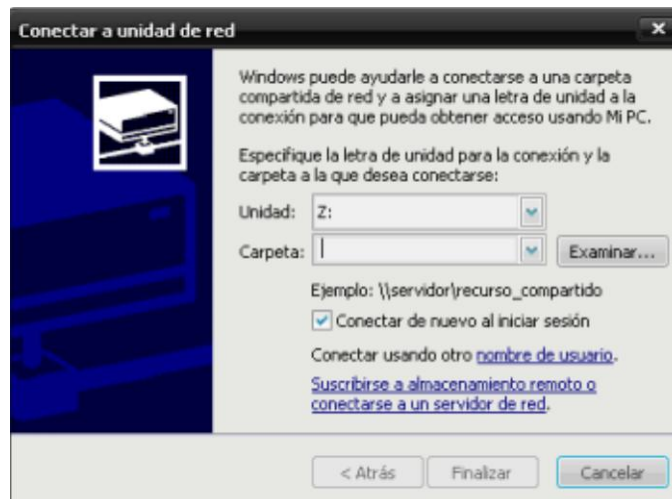 Conectar a unidad de red
Windows puede ayudarle a conectarse a una carpeta
compartida de red y a asignar una letra de unidad a la
conexión para que pueda obtener acceso usando Mi PC.
Especifique la letra de unidad para la conexión y la
carpeta a la que desea conectarse:
Unidad: Z:
Carpeta: Examinar...
Ejemplo: \\servidor\recurso_compartido
Conectar de nuevo al iniciar sesión
Conectar usando otro nombre de usuario.
Suscribirse a almacenamiento remoto o
conectarse a un servidor de red.
< Atrás Finalizar Cancelar